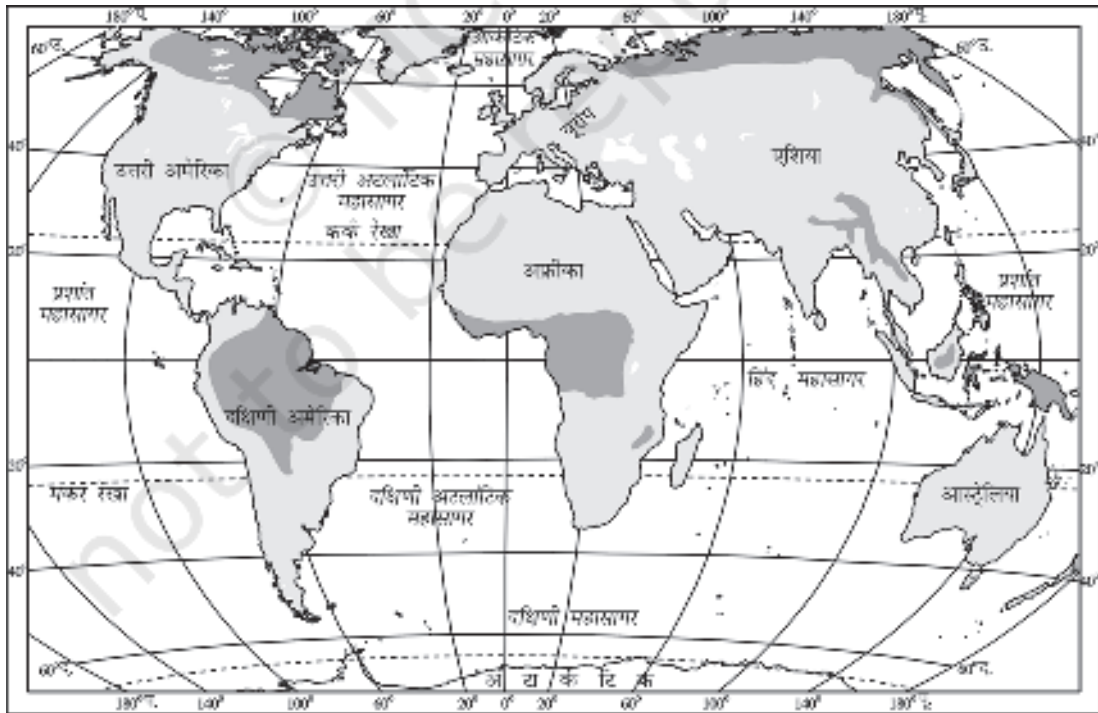 180°प. 140° 100° 60° 20° 0° 20° 60° 100° 140° 180°पू.
आर्कटिक
महासागर
60°उ.
60°उ.
यूरोप
40°
40°
उत्तरी अमेरिका
एशिया
उत्तरी अटलांटिक
महासागर
कर्क रेखा
20°
20°
अफ्रीका
प्रशांत
महासागर
प्रशांत
महासागर
हिंद महासागर
दक्षिणी अमेरिका
20°
20°
मकर रेखा
दक्षिणी अटलांटिक
महासागर
आस्ट्रेलिया
40°
40°
दक्षिणी महासागर
60°द.
60°द.
180°प. 140° 100° 60° 20° 0° 20° 60° 100° 140° 180°पू.
not to be